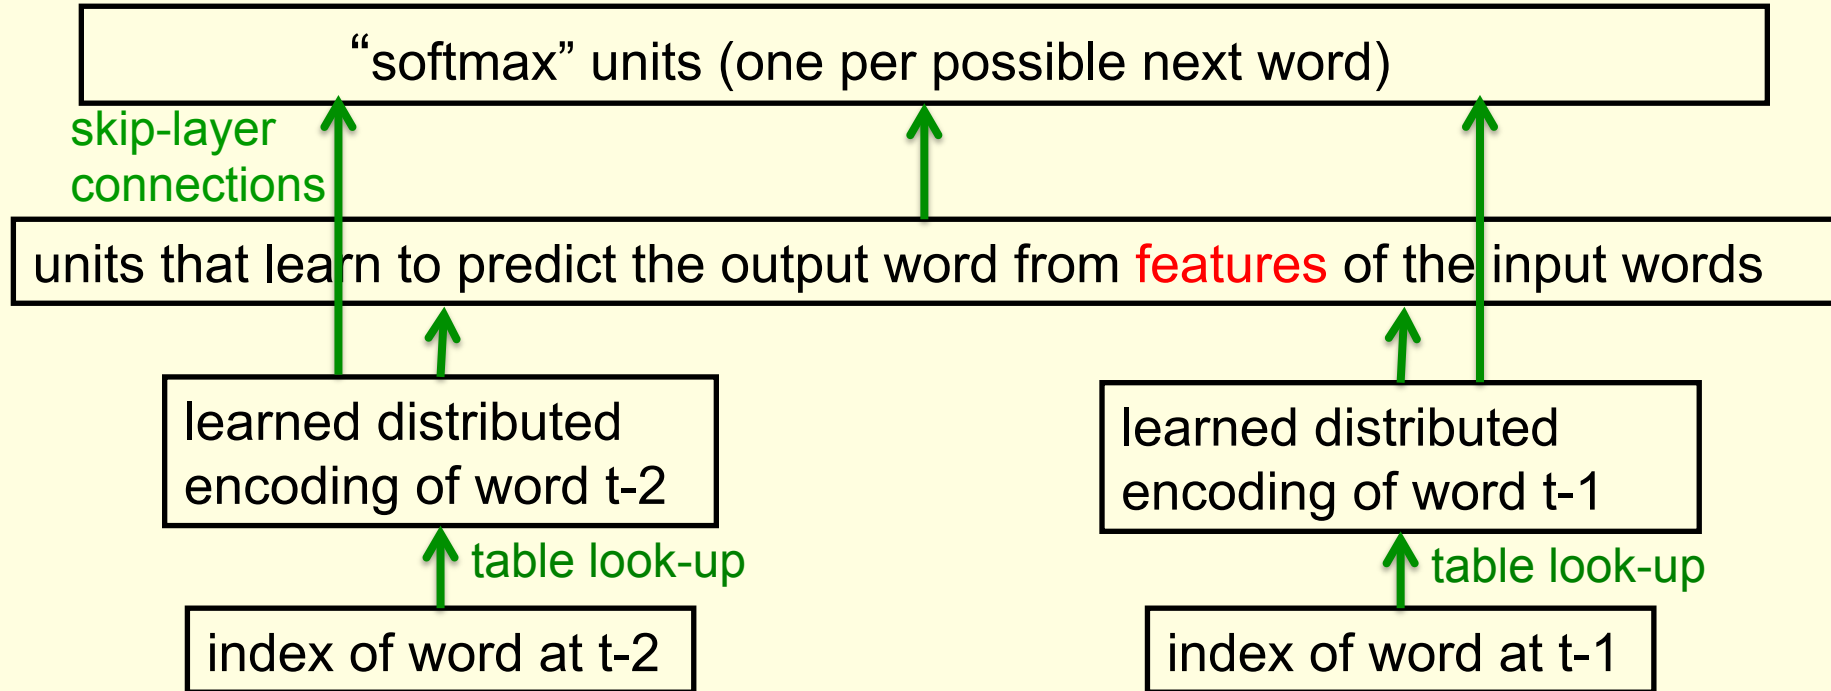 “softmax” units (one per possible next word)
skip-layer
connections
units that learn to predict the output word from features of the input words
learned distributed
encoding of word t-2
learned distributed
encoding of word t-1
table look-up
table look-up
index of word at t-2
index of word at t-1